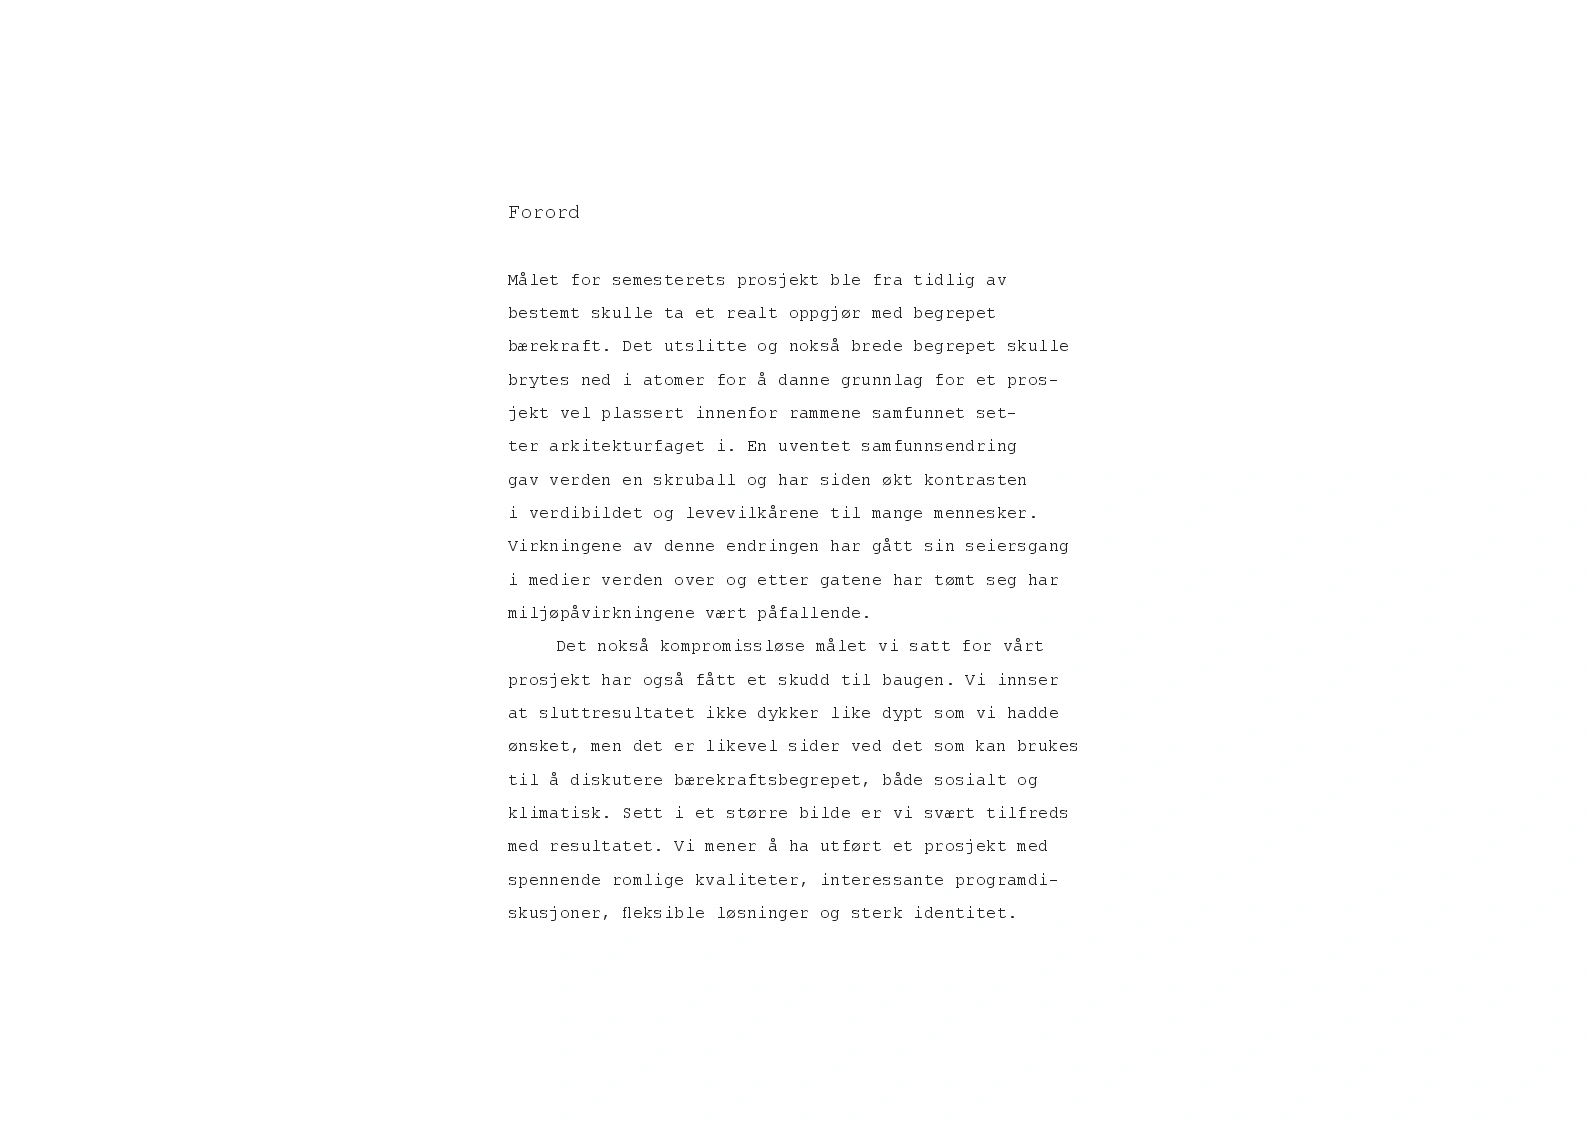 Forord
Målet for semesterets prosjekt ble fra tidlig av
bestemt skulle ta et realt oppgjør med begrepet
bærekraft. Det utslitte og nokså brede begrepet skulle
brytes ned i atomer for å danne grunnlag for et pros-
jekt vel plassert innenfor rammene samfunnet set-
ter arkitekturfaget i. En uventet samfunnsendring
gav verden en skruball og har siden økt kontrasten
i verdibildet og levevilkårene til mange mennesker.
Virkningene av denne endringen har gått sin seiersgang
i medier verden over og etter gatene har tømt seg har
miljøpåvirkningene vært påfallende.
Det nokså kompromissløse målet vi satt for vårt
prosjekt har også fått et skudd til baugen. Vi innser
at sluttresultatet ikke dykker like dypt som vi hadde
ønsket, men det er likevel sider ved det som kan brukes
til å diskutere bærekraftsbegrepet, både sosialt og
klimatisk. Sett i et større bilde er vi svært tilfreds
med resultatet. Vi mener å ha utført et prosjekt med
spennende romlige kvaliteter, interessante programdi-
skusjoner, fleksible løsninger og sterk identitet.